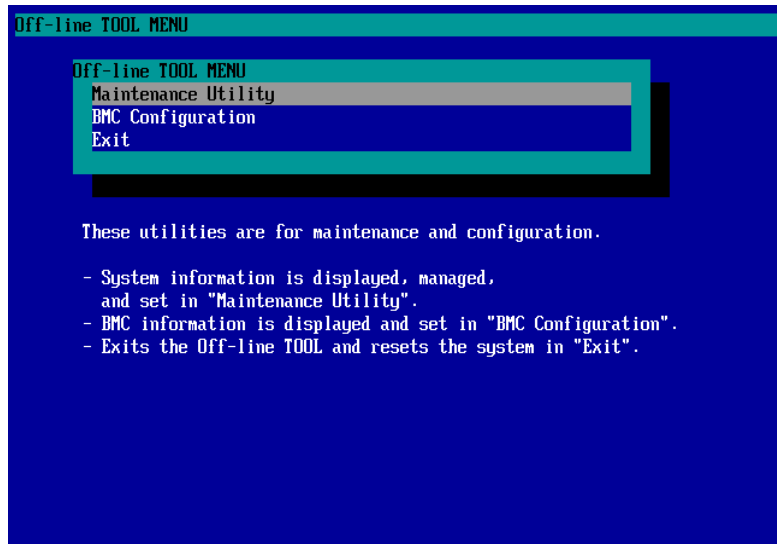 Off-line TOOL MENU
Off-line TOOL MENU
Maintenance Utility
BMC Configuration
Exit
These utilities are for maintenance and configuration.
- System information is displayed, managed,
and set in "Maintenance Utility".
- BMC information is displayed and set in "BMC Configuration".
- Exits the Off-line TOOL and resets the system in "Exit".